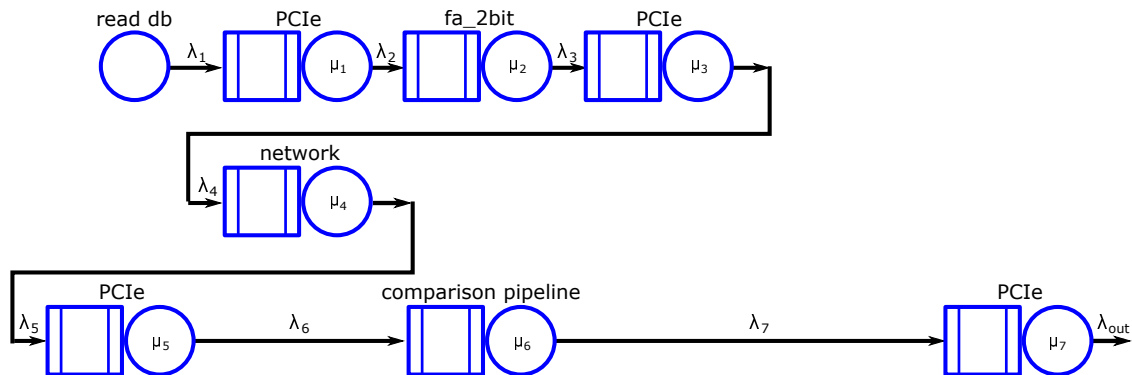 read db PCIe fa_2bit PCIe
λ1 μ1 λ2 μ2 λ3 μ3
network
λ4 μ4
PCIe comparison pipeline PCIe
λ5 μ5 λ6 μ6 λ7 μ7 λout